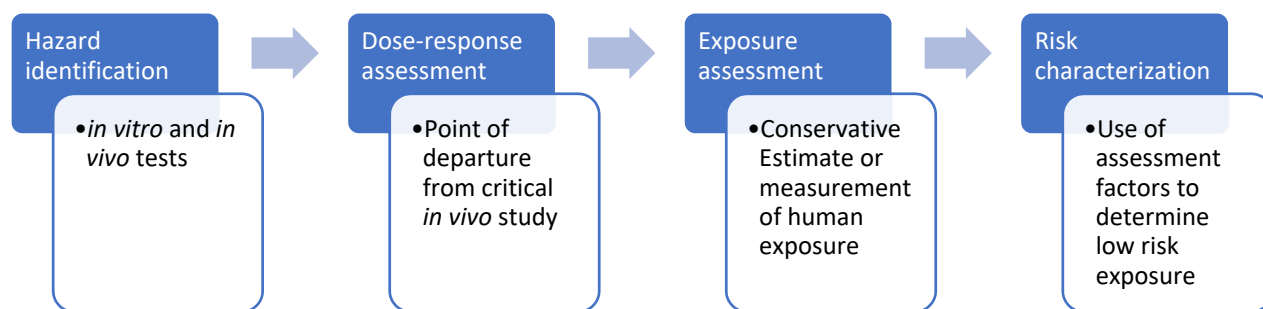 Hazard
identification
•in vitro and in
vivo tests
Dose-response
assessment
•Point of
departure
from critical
in vivo study
Exposure
assessment
•Conservative
Estimate or
measurement
of human
exposure
Risk
characterization
•Use of
assessment
factors to
determine
low risk
exposure